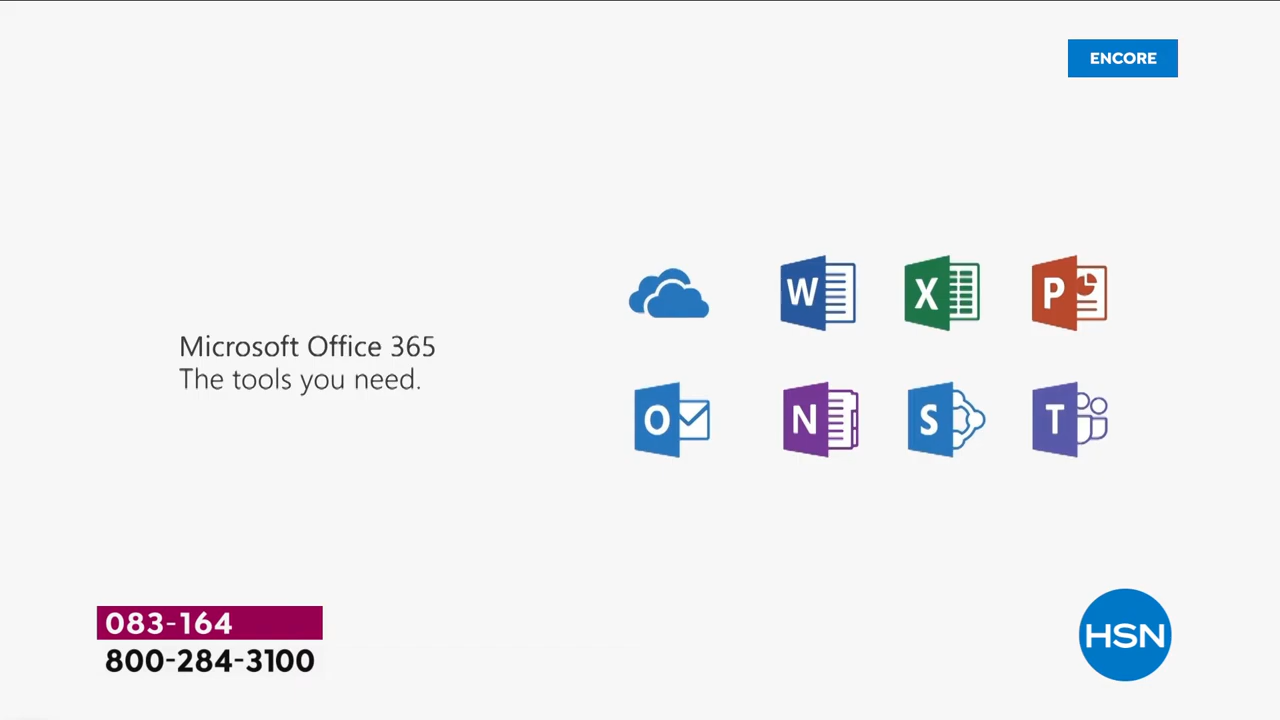 ENCORE
W
X
P
Microsoft Office 365
The tools you need.
O
N
S
T
083-164
800-284-3100
HSN